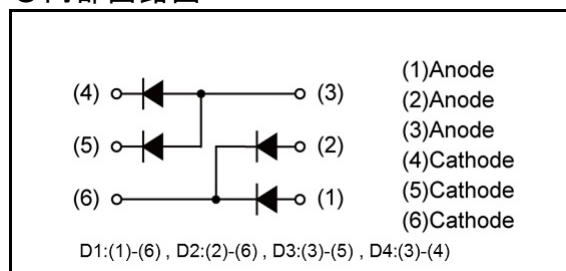 (4)
(3)
(5)
(2)
(6)
(1)
(1)Anode
(2)Anode
(3)Anode
(4)Cathode
(5)Cathode
(6)Cathode
D1:(1)-(6) , D2:(2)-(6) , D3:(3)-(5) , D4:(3)-(4)